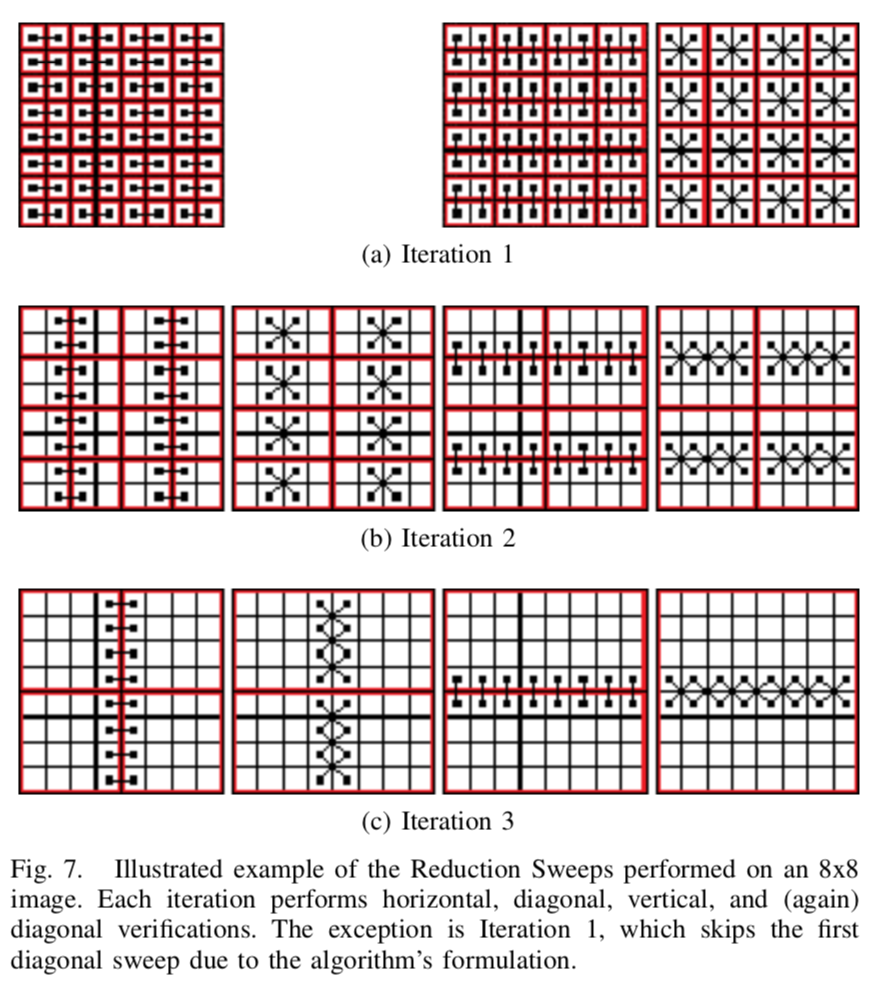 (a) Iteration 1
(b) Iteration 2
(c) Iteration 3
Fig. 7. Illustrated example of the Reduction Sweeps performed on an 8x8
image. Each iteration performs horizontal, diagonal, vertical, and (again)
diagonal verifications. The exception is Iteration 1, which skips the first
diagonal sweep due to the algorithm's formulation.